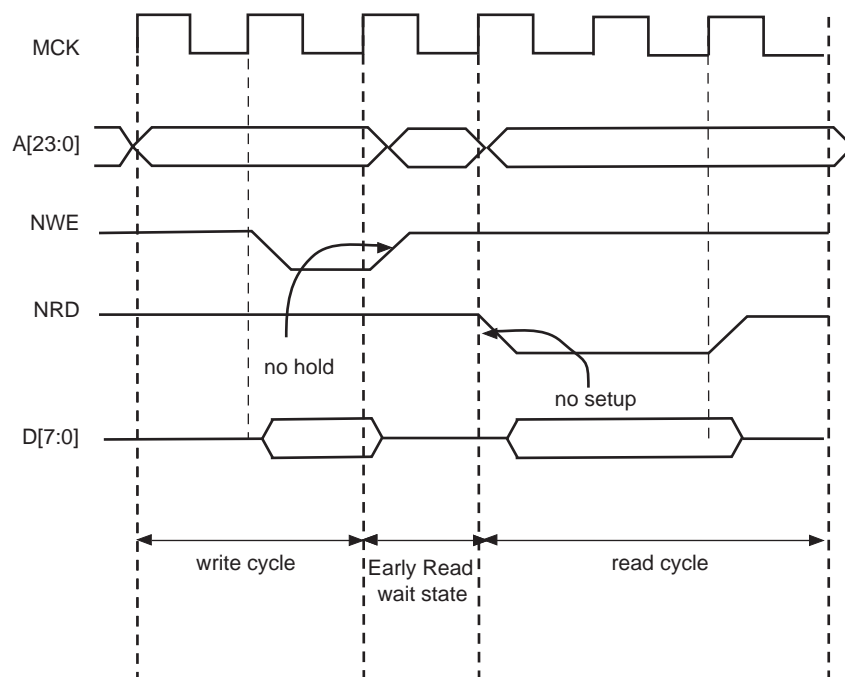 MCK
A[23:0]
NWE
NRD
no hold
no setup
D[7:0]
write cycle
Early Read
wait state
read cycle